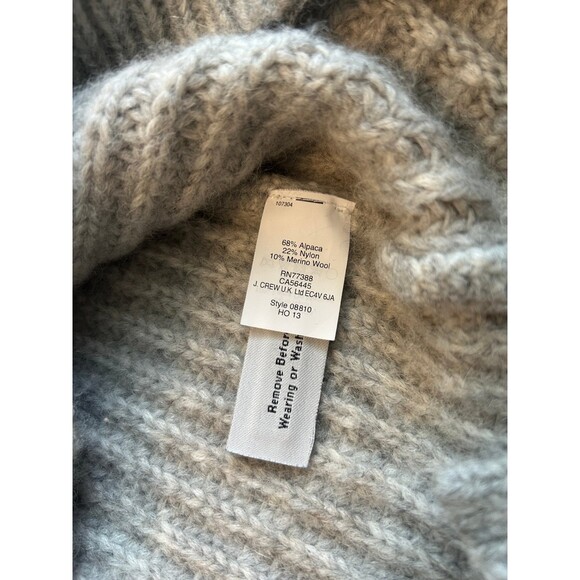 107304
68% Alpaca
22% Nylon
10% Merino Wool
RN77388
CA56445
J. CREW U.K. Ltd EC4V 6JA
Style 08810
HO 13
Remove Before
Wearing or Wash